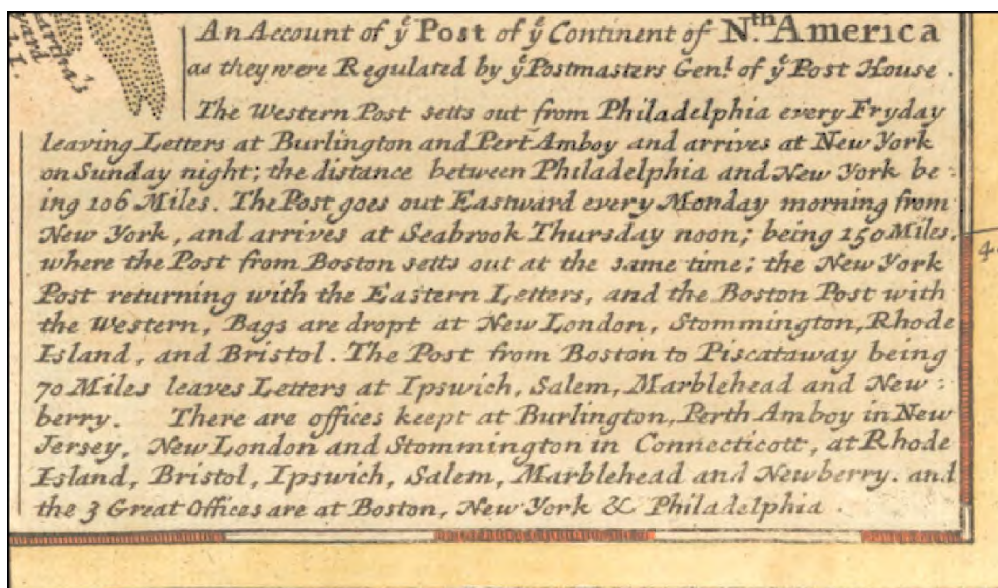 artha's
yard
I.
An Account of yᵉ Post of yᵉ Continent of Nᵗʰ. America
as they were Regulated by yᵉ Postmasters Genˡ. of yᵉ Post House.
The Western Post setts out from Philadelphia every Fryday
leaving Letters at Burlington and Pert Amboy and arrives at New York
on Sunday night; the distance between Philadelphia and New York be:
ing 106 Miles. The Post goes out Eastward every Monday morning from
New York, and arrives at Seabrook Thursday noon; being 150 Miles.
where the Post from Boston setts out at the same time; the New York
Post returning with the Eastern Letters, and the Boston Post with
the Western, Bags are dropt at New London, Stommington, Rhode
Island, and Bristol. The Post from Boston to Piscataway being
70 Miles leaves Letters at Ipswich, Salem, Marblehead and New:
berry. There are offices keept at Burlington, Perth Amboy in New
Jersey, New London and Stommington in Connecticott, at Rhode
Island, Bristol, Ipswich, Salem, Marblehead and Newberry. and
the 3 Great Offices are at Boston, New York & Philadelphia.